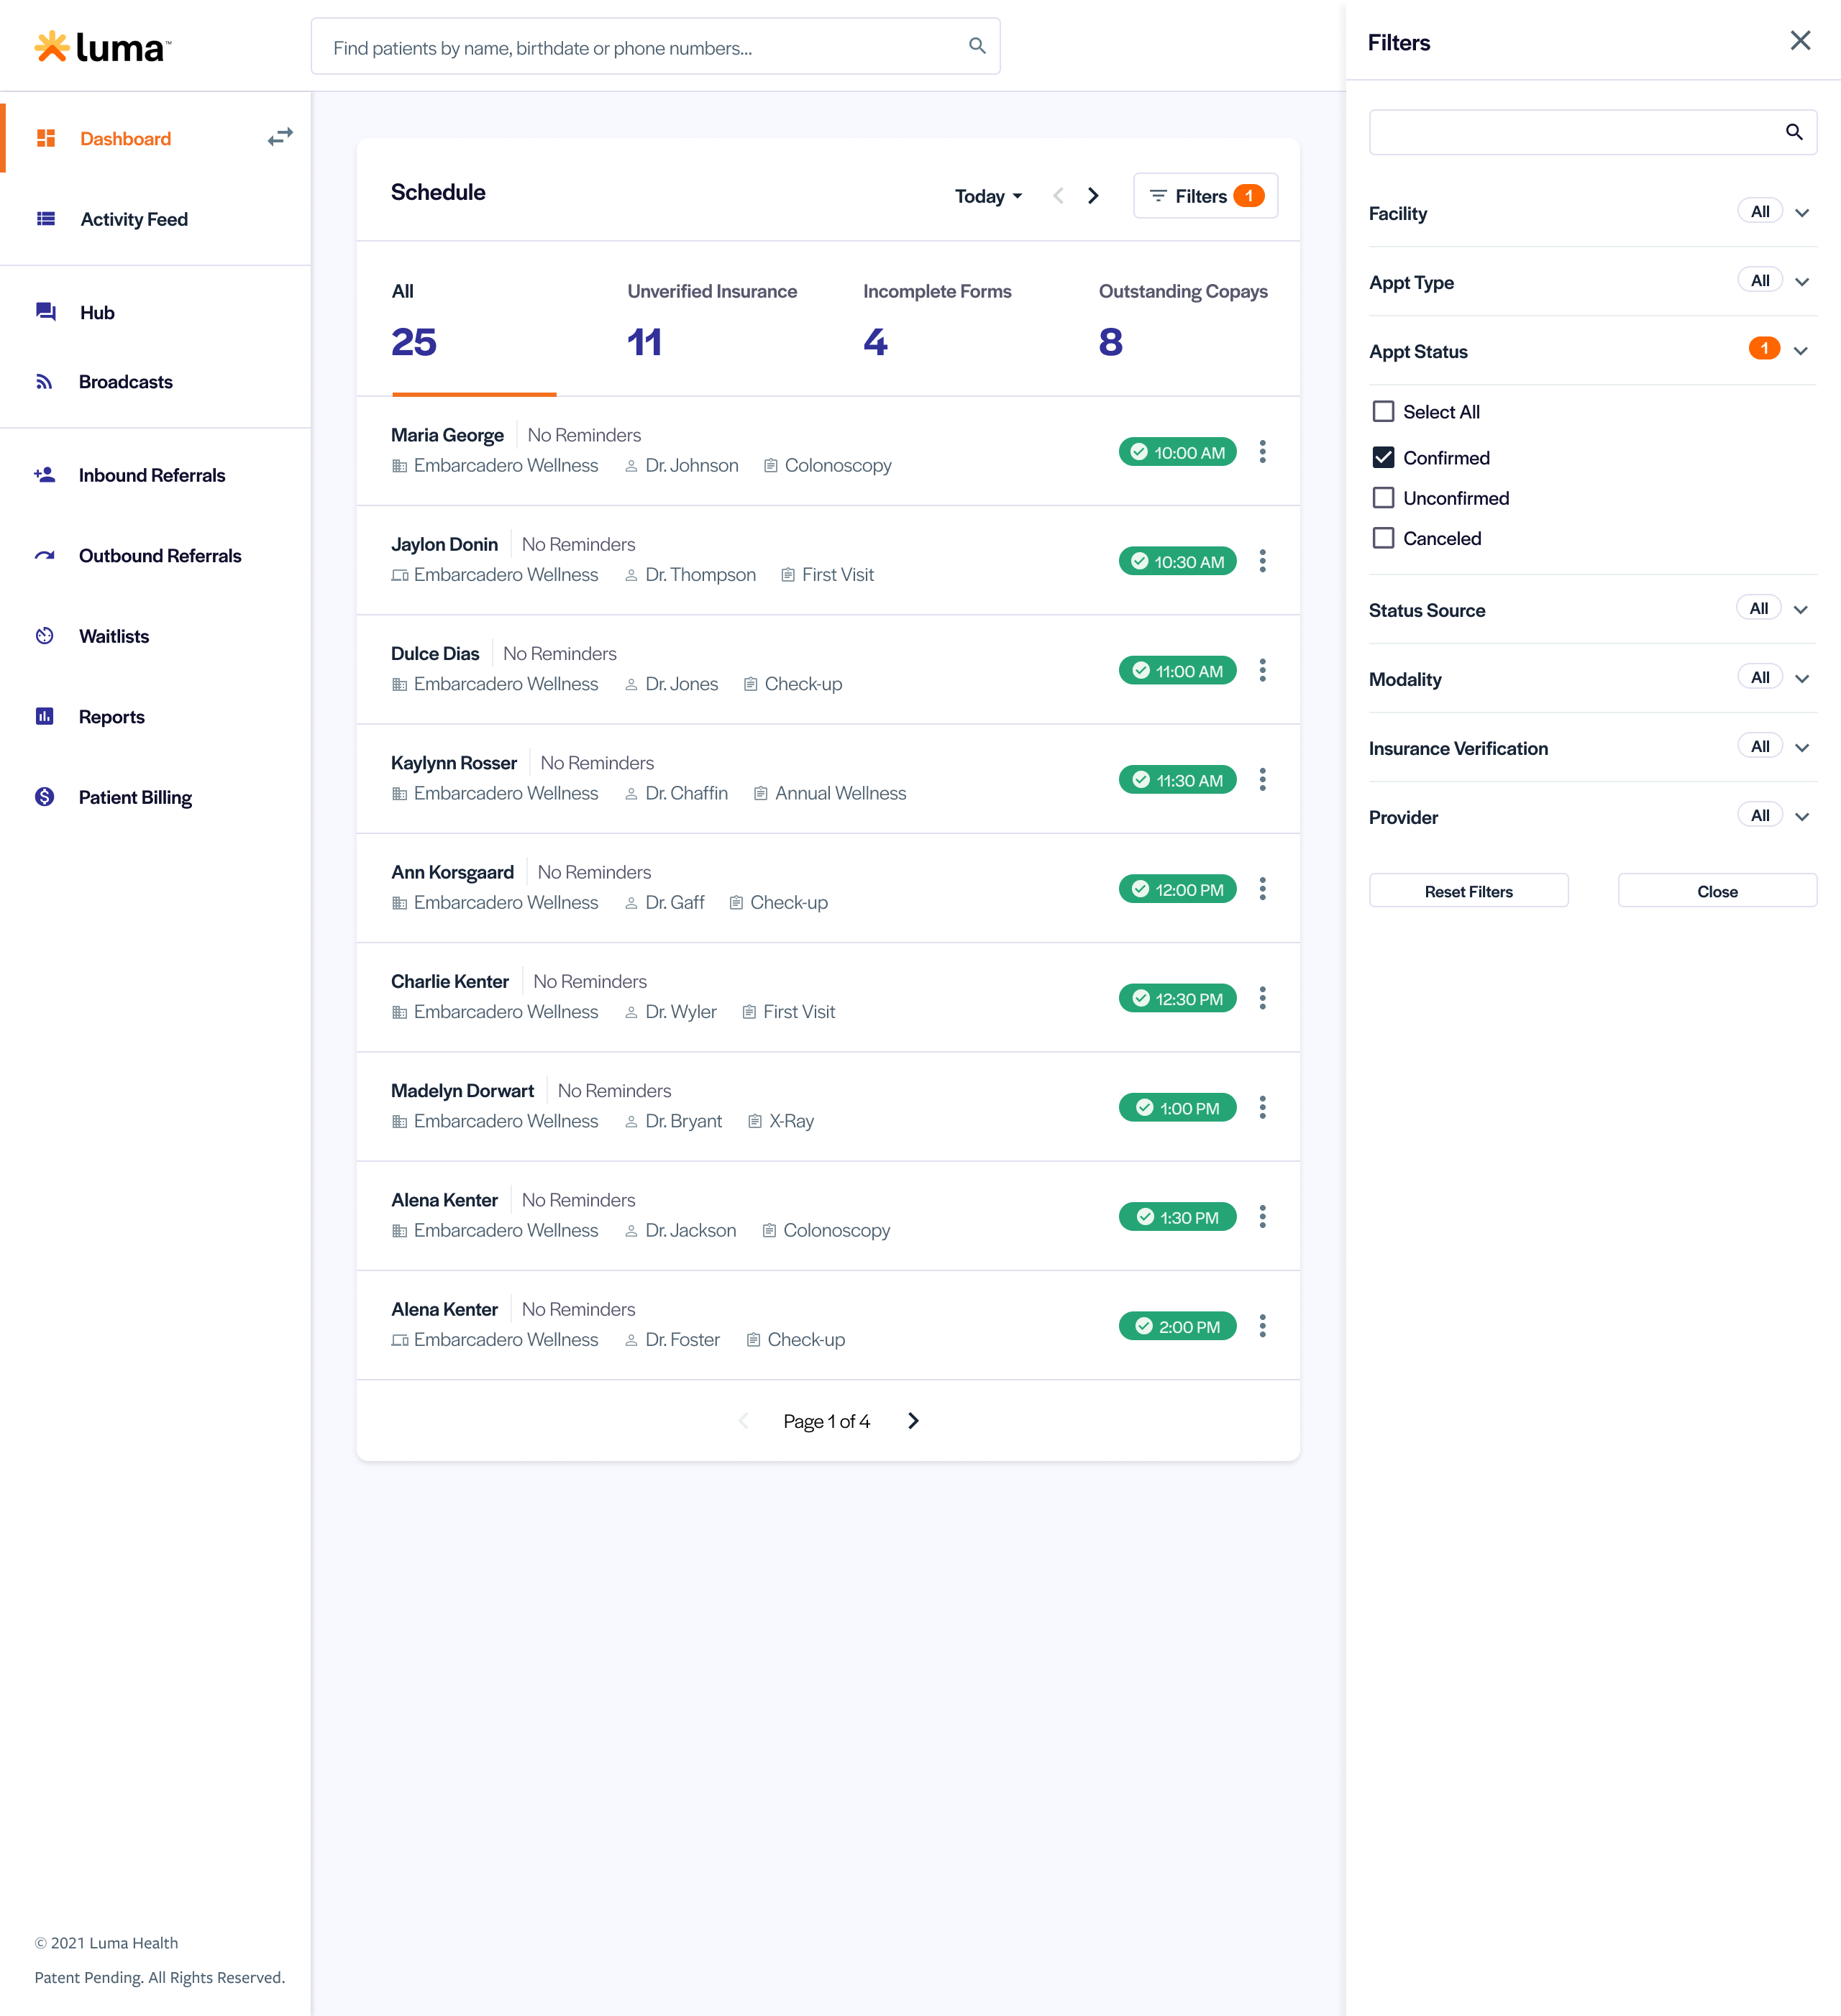 luma™
Find patients by name, birthdate or phone numbers...
Dashboard
Activity Feed
Hub
Broadcasts
Inbound Referrals
Outbound Referrals
Waitlists
Reports
Patient Billing
© 2021 Luma Health
Patent Pending. All Rights Reserved.
Schedule
Today
Filters 1
All
25
Unverified Insurance
11
Incomplete Forms
4
Outstanding Copays
8
Maria George No Reminders
Embarcadero Wellness Dr. Johnson Colonoscopy
10:00 AM
Jaylon Donin No Reminders
Embarcadero Wellness Dr. Thompson First Visit
10:30 AM
Dulce Dias No Reminders
Embarcadero Wellness Dr. Jones Check-up
11:00 AM
Kaylynn Rosser No Reminders
Embarcadero Wellness Dr. Chaffin Annual Wellness
11:30 AM
Ann Korsgaard No Reminders
Embarcadero Wellness Dr. Gaff Check-up
12:00 PM
Charlie Kenter No Reminders
Embarcadero Wellness Dr. Wyler First Visit
12:30 PM
Madelyn Dorwart No Reminders
Embarcadero Wellness Dr. Bryant X-Ray
1:00 PM
Alena Kenter No Reminders
Embarcadero Wellness Dr. Jackson Colonoscopy
1:30 PM
Alena Kenter No Reminders
Embarcadero Wellness Dr. Foster Check-up
2:00 PM
Page 1 of 4
Filters
Facility All
Appt Type All
Appt Status 1
Select All
Confirmed
Unconfirmed
Canceled
Status Source All
Modality All
Insurance Verification All
Provider All
Reset Filters
Close